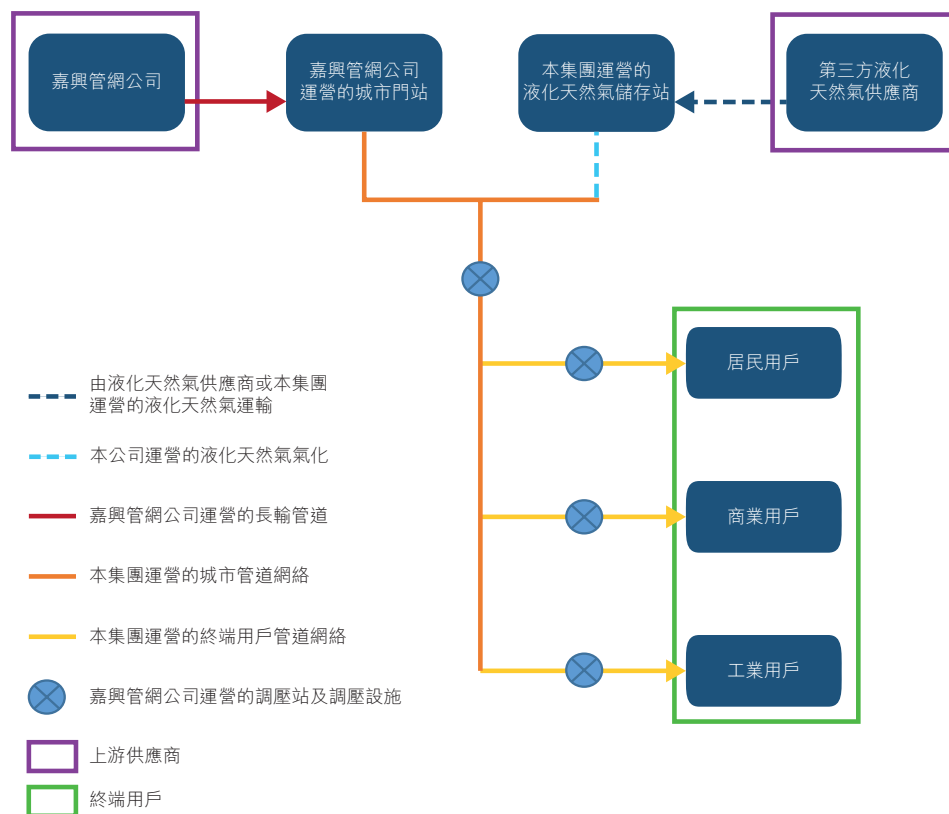 嘉興管網公司
嘉興管網公司
運營的城市門站
本集團運營的
液化天然氣儲存站
第三方液化
天然氣供應商
居民用戶
商業用戶
工業用戶
由液化天然氣供應商或本集團
運營的液化天然氣運輸
本公司運營的液化天然氣氣化
嘉興管網公司運營的長輸管道
本集團運營的城市管道網絡
本集團運營的終端用戶管道網絡
嘉興管網公司運營的調壓站及調壓設施
上游供應商
終端用戶